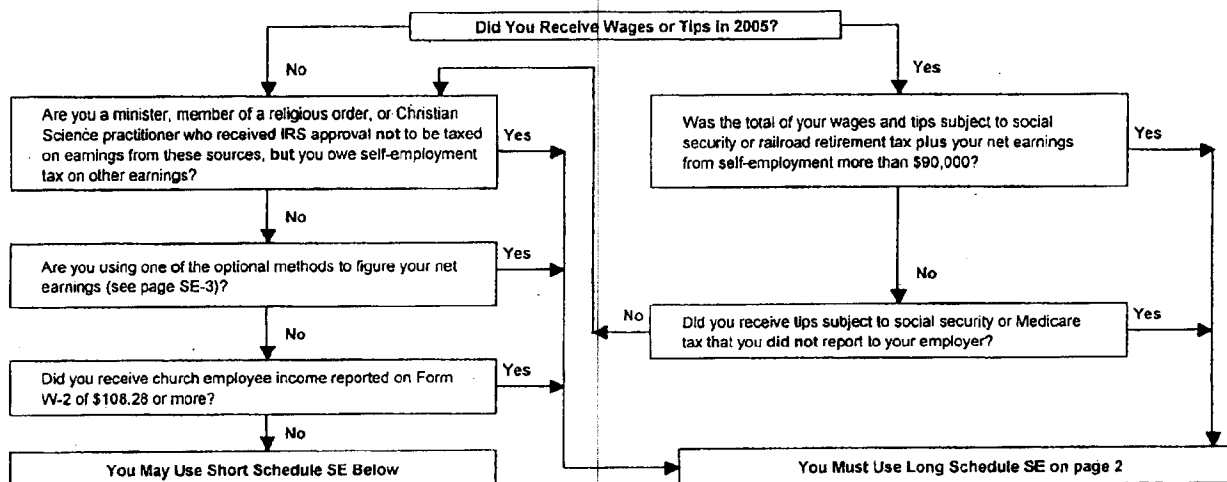 Did You Receive Wages or Tips in 2005?
No
Yes
Are you a minister, member of a religious order, or Christian
Science practitioner who received IRS approval not to be taxed
on earnings from these sources, but you owe self-employment
tax on other earnings?
Yes
Was the total of your wages and tips subject to social
security or railroad retirement tax plus your net earnings
from self-employment more than $90,000?
Yes
No
No
Are you using one of the optional methods to figure your net
earnings (see page SE-3)?
Yes
No
Did you receive tips subject to social security or Medicare
tax that you did not report to your employer?
Yes
No
Did you receive church employee income reported on Form
W-2 of $108.28 or more?
Yes
No
You May Use Short Schedule SE Below
You Must Use Long Schedule SE on page 2